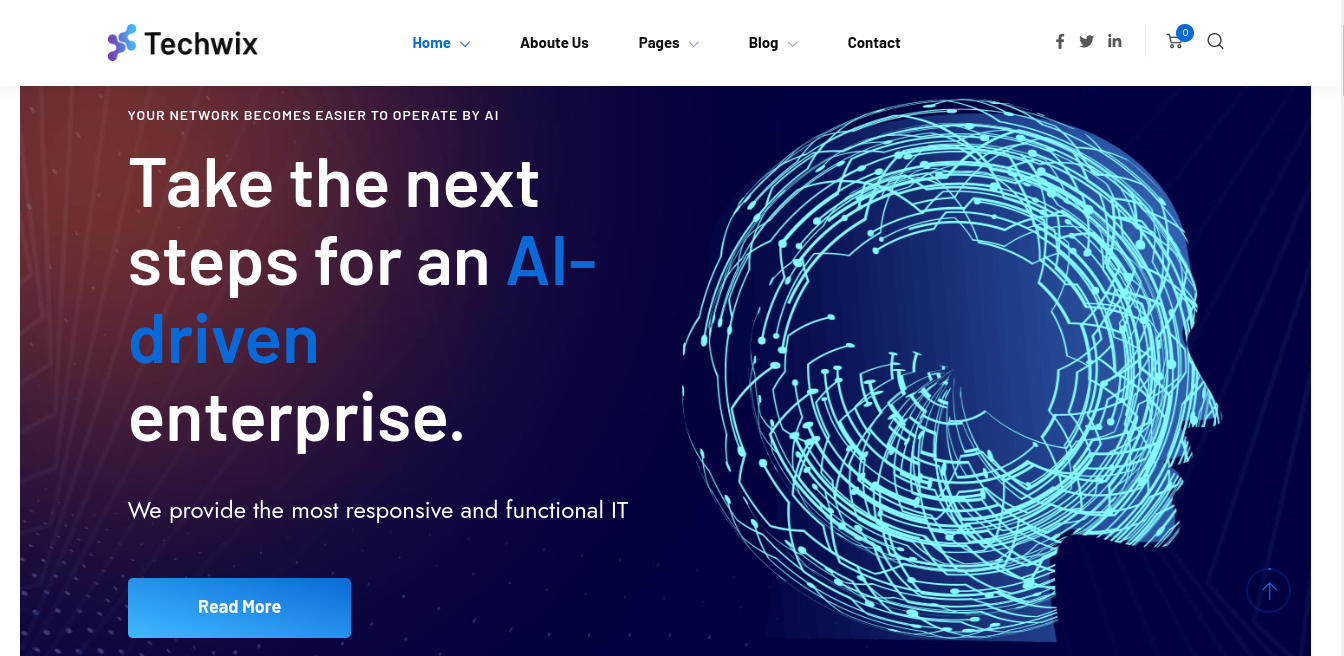 Techwix
Home
Aboute Us
Pages
Blog
Contact
0
YOUR NETWORK BECOMES EASIER TO OPERATE BY AI
Take the next
steps for an AI-
driven
enterprise.
We provide the most responsive and functional IT
Read More